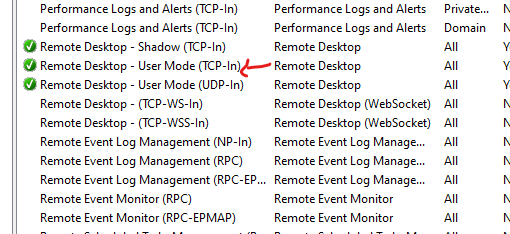 Performance Logs and Alerts (TCP-In) Performance Logs and Alerts Private...
Performance Logs and Alerts (TCP-In) Performance Logs and Alerts Domain
Remote Desktop - Shadow (TCP-In) Remote Desktop All Y
Remote Desktop - User Mode (TCP-In) Remote Desktop All Y
Remote Desktop - User Mode (UDP-In) Remote Desktop All Y
Remote Desktop - (TCP-WS-In) Remote Desktop (WebSocket) All N
Remote Desktop - (TCP-WSS-In) Remote Desktop (WebSocket) All N
Remote Event Log Management (NP-In) Remote Event Log Manage... All N
Remote Event Log Management (RPC) Remote Event Log Manage... All N
Remote Event Log Management (RPC-EP... Remote Event Log Manage... All N
Remote Event Monitor (RPC) Remote Event Monitor All N
Remote Event Monitor (RPC-EPMAP) Remote Event Monitor All N